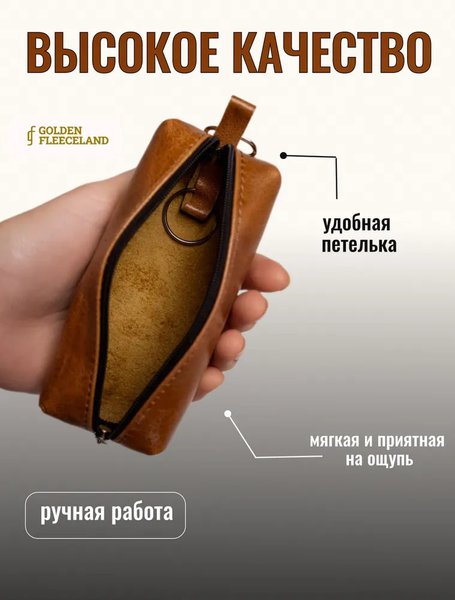 ВЫСОКОЕ КАЧЕСТВО
GOLDEN
FLEECELAND
удобная
петелька
мягкая и приятная
на ощупь
ручная работа